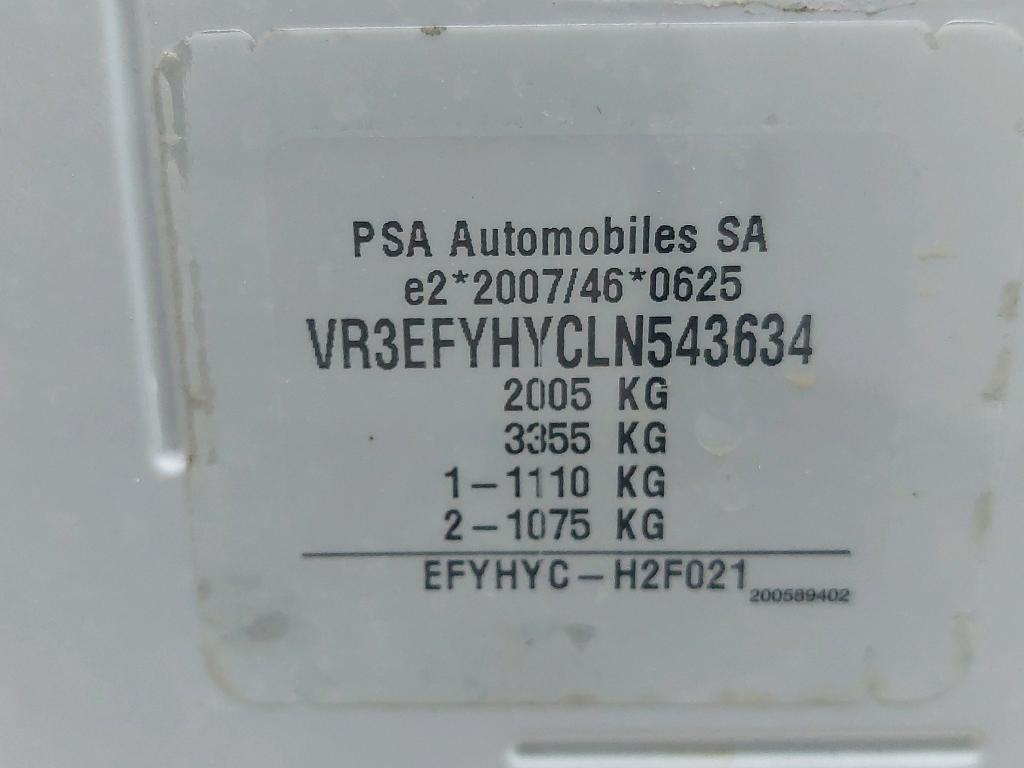 PSA Automobiles SA
e2*2007/46*0625
VR3EFYHYCLN543634
2005 KG
3355 KG
1-1110 KG
2-1075 KG
EFYHYC-H2F021
200589402